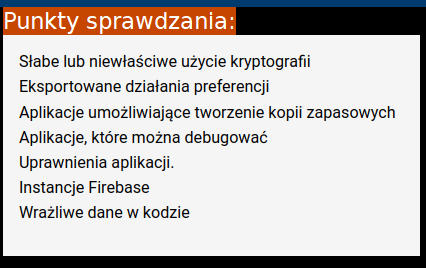 Punkty sprawdzania:
Słabe lub niewłaściwe użycie kryptografii
Eksportowane działania preferencji
Aplikacje umożliwiające tworzenie kopii zapasowych
Aplikacje, które można debugować
Uprawnienia aplikacji.
Instancje Firebase
Wrażliwe dane w kodzie